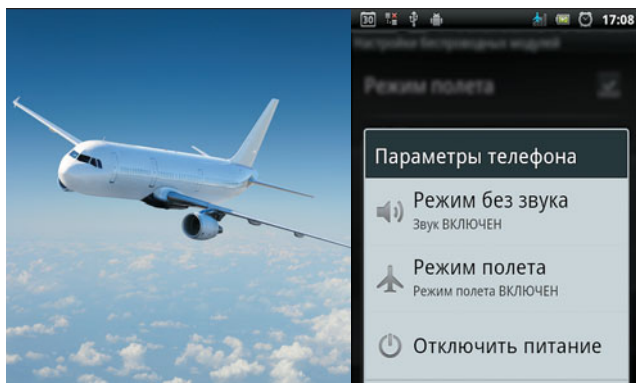 30
17:08
Настройки беспроводных модулей
Режим полета
Параметры телефона
Режим без звука
Звук ВКЛЮЧЕН
Режим полета
Режим полета ВКЛЮЧЕН
Отключить питание